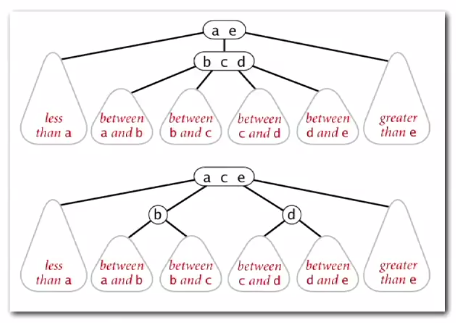 a e
b c d
less than a
between a and b
between b and c
between c and d
between d and e
greater than e
a c e
b
d
less than a
between a and b
between b and c
between c and d
between d and e
greater than e